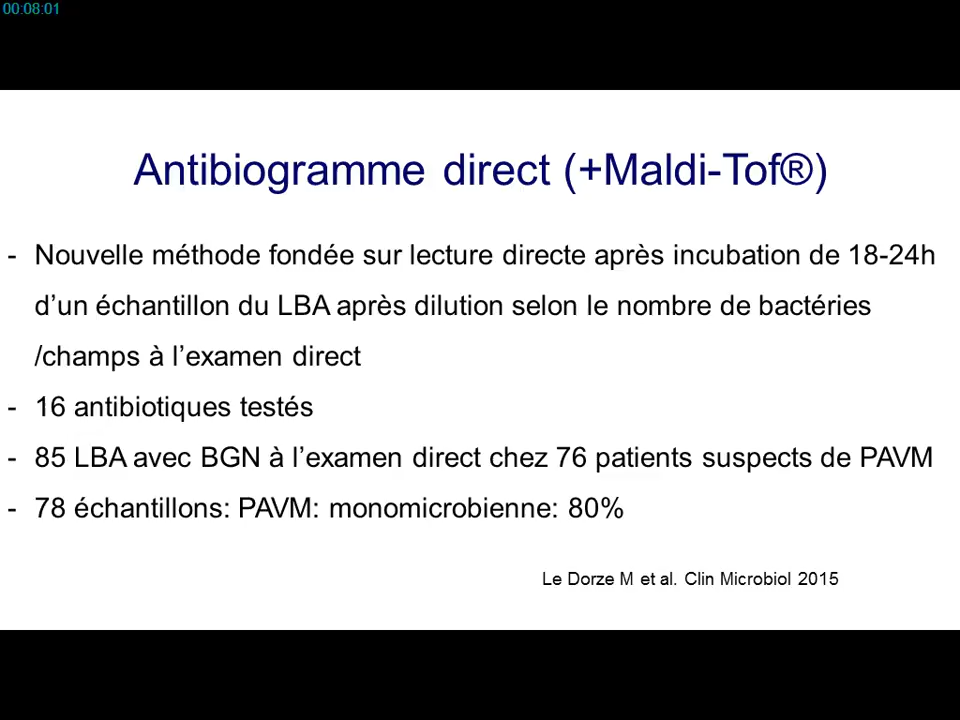 00:08:01
Antibiogramme direct (+Maldi-Tof®)
- Nouvelle méthode fondée sur lecture directe après incubation de 18-24h
d’un échantillon du LBA après dilution selon le nombre de bactéries
/champs à l’examen direct
- 16 antibiotiques testés
- 85 LBA avec BGN à l’examen direct chez 76 patients suspects de PAVM
- 78 échantillons: PAVM: monomicrobienne: 80%
Le Dorze M et al. Clin Microbiol 2015